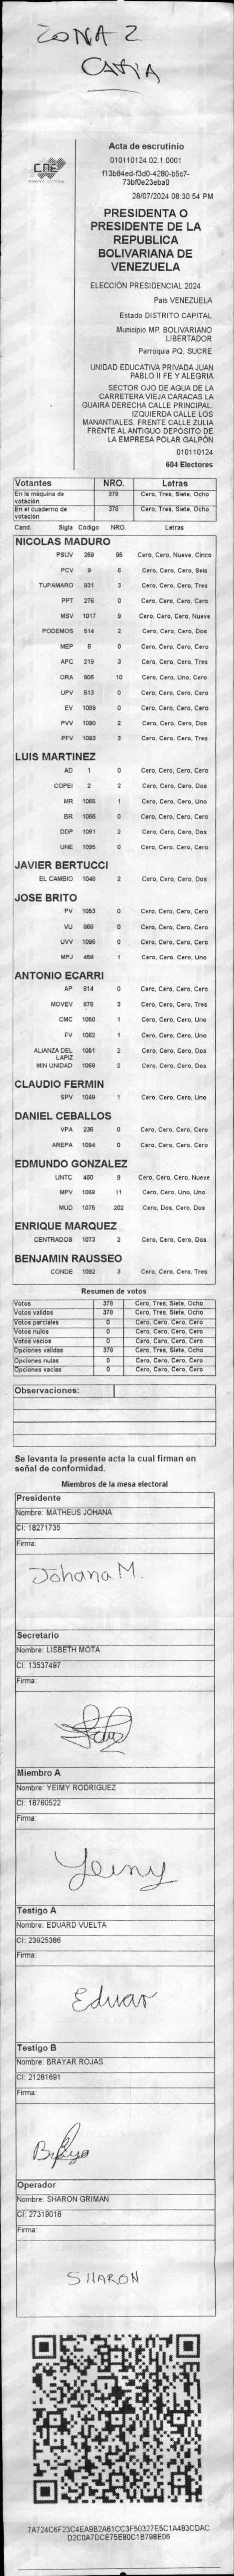 ZONA 2
CATIA
CNE
Acta de escrutinio
010110124.02.1.0001
f13b84ed-f3d0-4280-b5c7-
73bf0e23eba0
28/07/2024 08:30:54 PM
PRESIDENTA O
PRESIDENTE DE LA
REPUBLICA
BOLIVARIANA DE
VENEZUELA
ELECCIÓN PRESIDENCIAL 2024
Pais VENEZUELA
Estado DISTRITO CAPITAL
Municipio MP. BOLIVARIANO
LIBERTADOR
Parroquia PQ. SUCRE
UNIDAD EDUCATIVA PRIVADA JUAN
PABLO II FE Y ALEGRIA
SECTOR OJO DE AGUA DE LA
CARRETERA VIEJA CARACAS LA
GUAIRA DERECHA CALLE PRINCIPAL.
IZQUIERDA CALLE LOS
MANANTIALES. FRENTE CALLE ZULIA
FRENTE AL ANTIGUO DEPÓSITO DE
LA EMPRESA POLAR GALPÓN
010110124
604 Electores
Votantes NRO. Letras
En la máquina de votación 378 Cero, Tres, Siete, Ocho
En el cuaderno de votación 378 Cero, Tres, Siete, Ocho
Cand. Sigla Código NRO. Letras
NICOLAS MADURO
PSUV 269 95 Cero, Cero, Nueve, Cinco
PCV 9 6 Cero, Cero, Cero, Seis
TUPAMARO 931 3 Cero, Cero, Cero, Tres
PPT 276 0 Cero, Cero, Cero, Cero
MSV 1017 9 Cero, Cero, Cero, Nueve
PODEMOS 514 2 Cero, Cero, Cero, Dos
MEP 6 0 Cero, Cero, Cero, Cero
APC 219 3 Cero, Cero, Cero, Tres
ORA 906 10 Cero, Cero, Uno, Cero
UPV 613 0 Cero, Cero, Cero, Cero
EV 1089 0 Cero, Cero, Cero, Cero
PVV 1090 2 Cero, Cero, Cero, Dos
PFV 1093 3 Cero, Cero, Cero, Tres
LUIS MARTINEZ
AD 1 0 Cero, Cero, Cero, Cero
COPEI 2 2 Cero, Cero, Cero, Dos
MR 1066 1 Cero, Cero, Cero, Uno
BR 1068 0 Cero, Cero, Cero, Cero
DDP 1091 2 Cero, Cero, Cero, Dos
UNE 1095 0 Cero, Cero, Cero, Cero
JAVIER BERTUCCI
EL CAMBIO 1048 2 Cero, Cero, Cero, Dos
JOSE BRITO
PV 1053 0 Cero, Cero, Cero, Cero
VU 868 0 Cero, Cero, Cero, Cero
UVV 1096 0 Cero, Cero, Cero, Cero
MPJ 458 1 Cero, Cero, Cero, Uno
ANTONIO ECARRI
AP 814 0 Cero, Cero, Cero, Cero
MOVEV 878 3 Cero, Cero, Cero, Tres
CMC 1050 1 Cero, Cero, Cero, Uno
FV 1062 1 Cero, Cero, Cero, Uno
ALIANZA DEL LAPIZ 1051 2 Cero, Cero, Cero, Dos
MIN UNIDAD 1068 2 Cero, Cero, Cero, Dos
CLAUDIO FERMIN
SPV 1049 1 Cero, Cero, Cero, Uno
DANIEL CEBALLOS
VPA 236 0 Cero, Cero, Cero, Cero
AREPA 1094 0 Cero, Cero, Cero, Cero
EDMUNDO GONZALEZ
UNTC 460 9 Cero, Cero, Cero, Nueve
MPV 1069 11 Cero, Cero, Uno, Uno
MUD 1075 202 Cero, Dos, Cero, Dos
ENRIQUE MARQUEZ
CENTRADOS 1073 2 Cero, Cero, Cero, Dos
BENJAMIN RAUSSEO
CONDE 1092 3 Cero, Cero, Cero, Tres
Resumen de votos
Votos 378 Cero, Tres, Siete, Ocho
Votos validos 378 Cero, Tres, Siete, Ocho
Votos parciales 0 Cero, Cero, Cero, Cero
Votos nulos 0 Cero, Cero, Cero, Cero
Votos vacios 0 Cero, Cero, Cero, Cero
Opciones validas 378 Cero, Tres, Siete, Ocho
Opciones nulas 0 Cero, Cero, Cero, Cero
Opciones vacias 0 Cero, Cero, Cero, Cero
Observaciones:
Se levanta la presente acta la cual firman en
señal de conformidad.
Miembros de la mesa electoral
Presidente
Nombre: MATHEUS JOHANA
CI: 18271735
Firma:
Johana M.
Secretario
Nombre: LISBETH MOTA
CI: 13537497
Firma:
Miembro A
Nombre: YEIMY RODRIGUEZ
CI: 18760522
Firma:
Yeimy
Testigo A
Nombre: EDUARD VUELTA
CI: 23925386
Firma:
Eduar
Testigo B
Nombre: BRAYAR ROJAS
CI: 21281691
Firma:
Operador
Nombre: SHARON GRIMAN
CI: 27319018
Firma:
SHARON
7A724C6F23C4EA9B2A61CC3F50327E5C1A483CDAC
D2C0A7DCE75E80C1B798E06